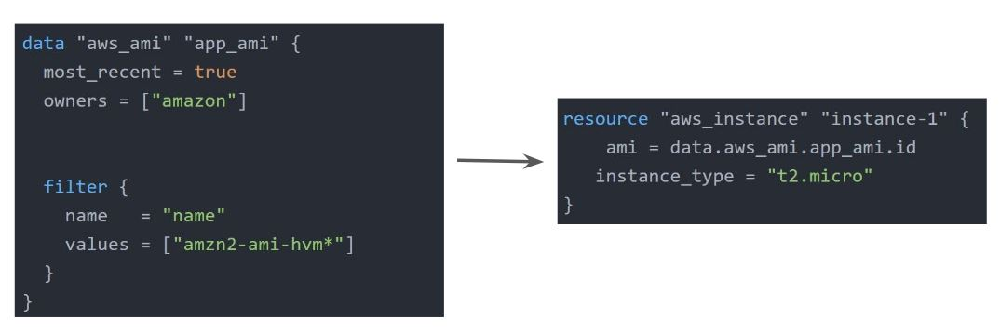 data "aws_ami" "app_ami" {
  most_recent = true
  owners = ["amazon"]
  filter {
    name   = "name"
    values = ["amzn2-ami-hvm*"]
  }
}
resource "aws_instance" "instance-1" {
    ami = data.aws_ami.app_ami.id
   instance_type = "t2.micro"
}